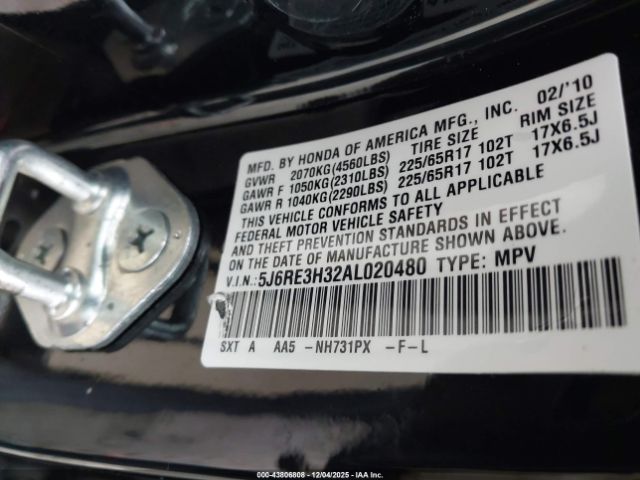 MFD. BY HONDA OF AMERICA MFG., INC. 02/'10
GVWR 2070KG(4560LBS) TIRE SIZE RIM SIZE
GAWR F 1050KG(2310LBS) 225/65R17 102T 17X6.5J
GAWR R 1040KG(2290LBS) 225/65R17 102T 17X6.5J
THIS VEHICLE CONFORMS TO ALL APPLICABLE
FEDERAL MOTOR VEHICLE SAFETY
AND THEFT PREVENTION STANDARDS IN EFFECT
ON THE DATE OF MANUFACTURE SHOWN ABOVE.
V.I.N.: 5J6RE3H32AL020480 TYPE: MPV
SXT A AA5 -NH731PX -F-L
000-43806808 - 12/04/2025 - IAA Inc.